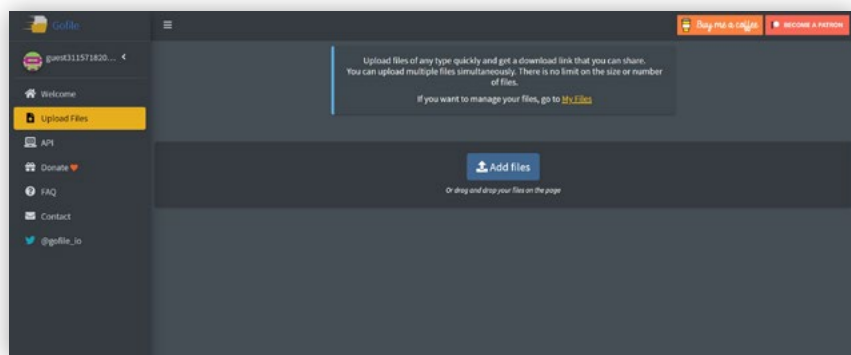 Gofile
Buy me a coffee
BECOME A PATRON
guest311571820...
Welcome
Upload Files
API
Donate
FAQ
Contact
@gofile_io
Upload files of any type quickly and get a download link that you can share.
You can upload multiple files simultaneously. There is no limit on the size or number
of files.
If you want to manage your files, go to My Files
Add files
Or drag and drop your files on the page